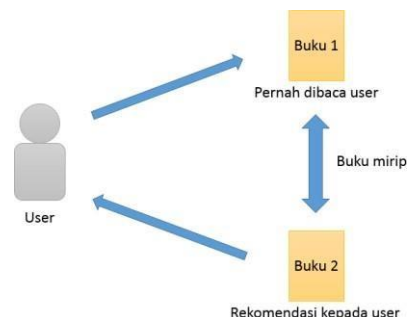 Buku 1
Pernah dibaca user
Buku mirip
User
Buku 2
Rekomendasi kepada user